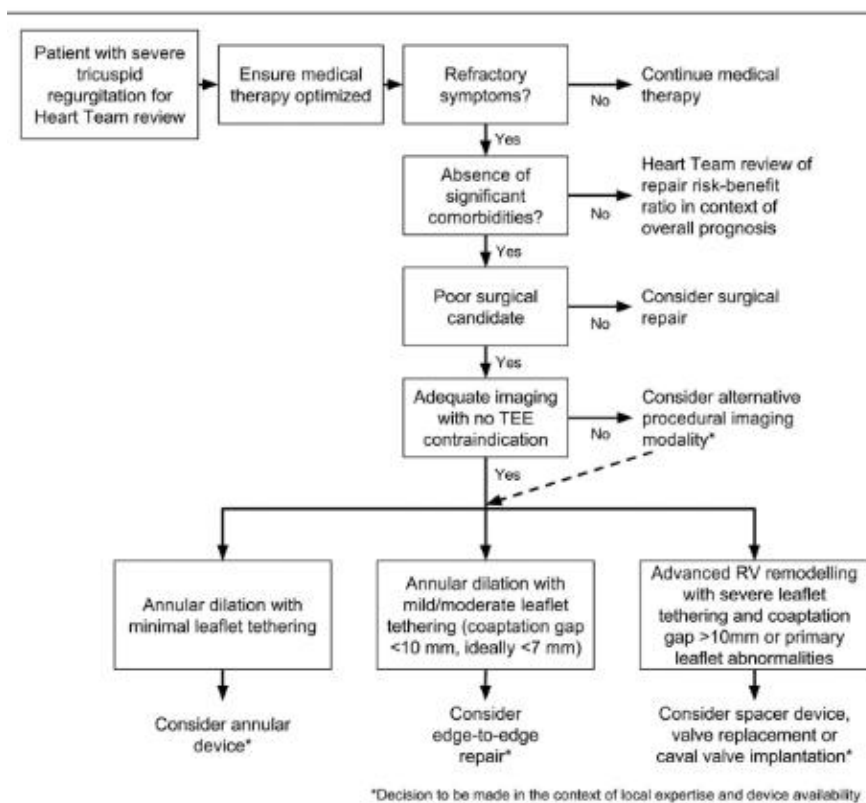 Patient with severe
tricuspid
regurgitation for
Heart Team review
Ensure medical
therapy optimized
Refractory
symptoms?
No
Continue medical
therapy
Yes
Absence of
significant
comorbidities?
No
Heart Team review of
repair risk-benefit
ratio in context of
overall prognosis
Yes
Poor surgical
candidate
No
Consider surgical
repair
Yes
Adequate imaging
with no TEE
contraindication
No
Consider alternative
procedural imaging
modality*
Yes
Annular dilation with
minimal leaflet tethering
Annular dilation with
mild/moderate leaflet
tethering (coaptation gap
<10 mm, ideally <7 mm)
Advanced RV remodelling
with severe leaflet
tethering and coaptation
gap >10mm or primary
leaflet abnormalities
Consider annular
device*
Consider
edge-to-edge
repair*
Consider spacer device,
valve replacement or
caval valve implantation*
*Decision to be made in the context of local expertise and device availability